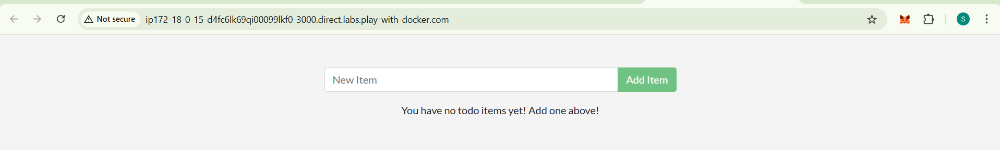 Not secure ip172-18-0-15-d4fc6lk69qi00099lkf0-3000.direct.labs.play-with-docker.com S
New Item Add Item
You have no todo items yet! Add one above!